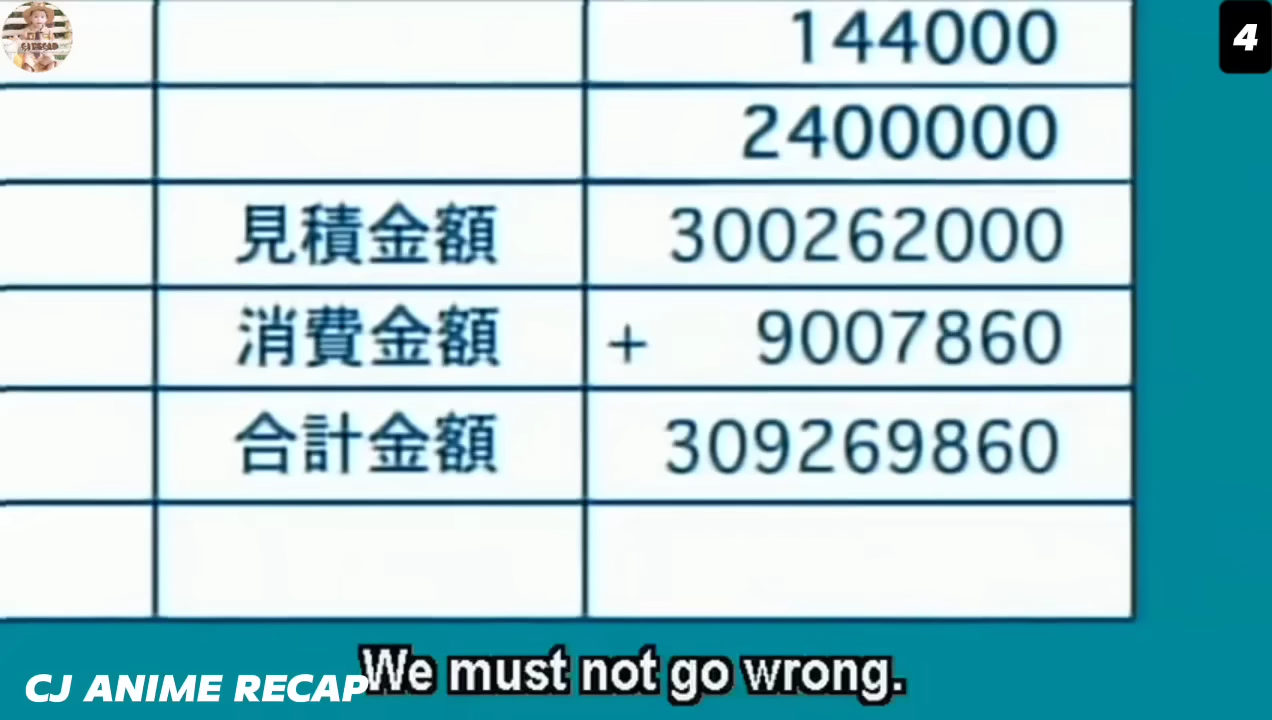 4
144000
2400000
見積金額 300262000
消費金額 + 9007860
合計金額 309269860
We must not go wrong.
CJ ANIME RECAP